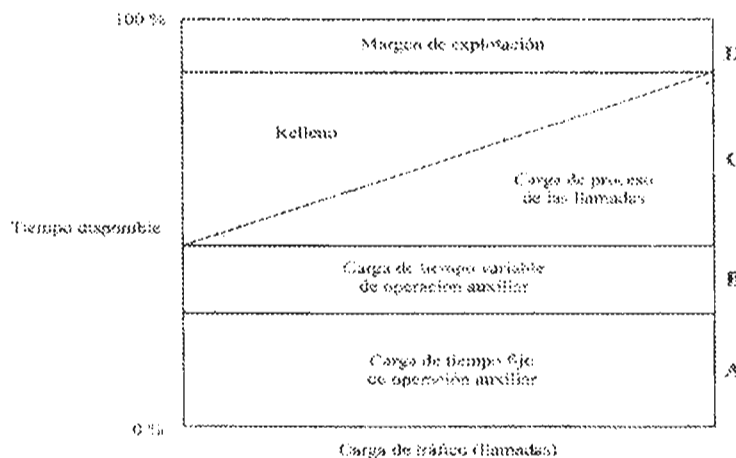 100 %
Margen de explotación
D
Relleno
C
Carga de proceso
de las llamadas
Tiempo disponible
Carga de tiempo variable
de operación auxiliar
B
Carga de tiempo fijo
de operación auxiliar
A
0 %
Carga de tráfico (llamadas)